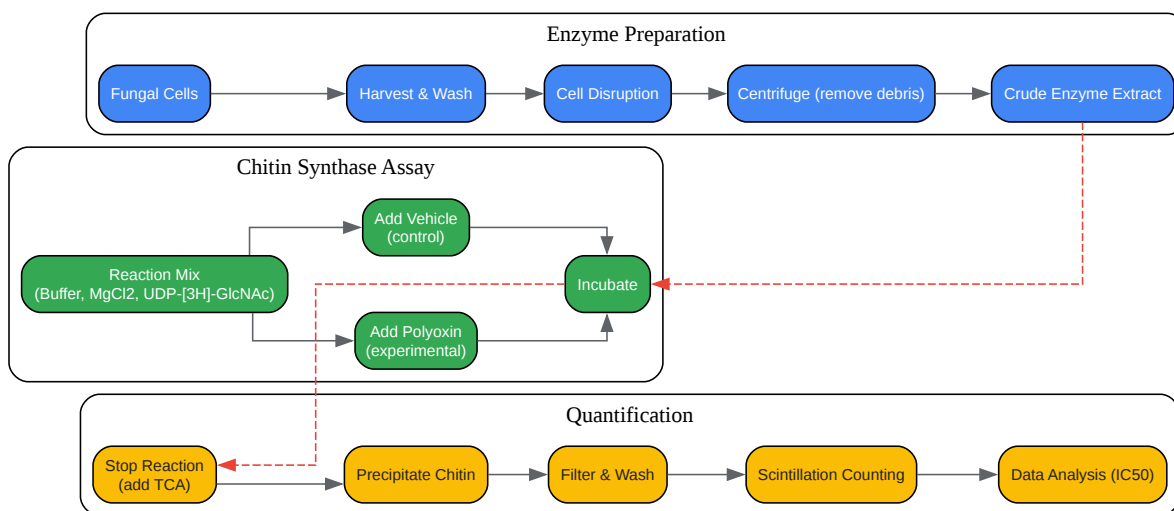 Enzyme Preparation
Fungal Cells
Harvest & Wash
Cell Disruption
Centrifuge (remove debris)
Crude Enzyme Extract
Chitin Synthase Assay
Reaction Mix
(Buffer, MgCl2, UDP-[3H]-GlcNAc)
Add Vehicle
(control)
Add Polyoxin
(experimental)
Incubate
Quantification
Stop Reaction
(add TCA)
Precipitate Chitin
Filter & Wash
Scintillation Counting
Data Analysis (IC50)